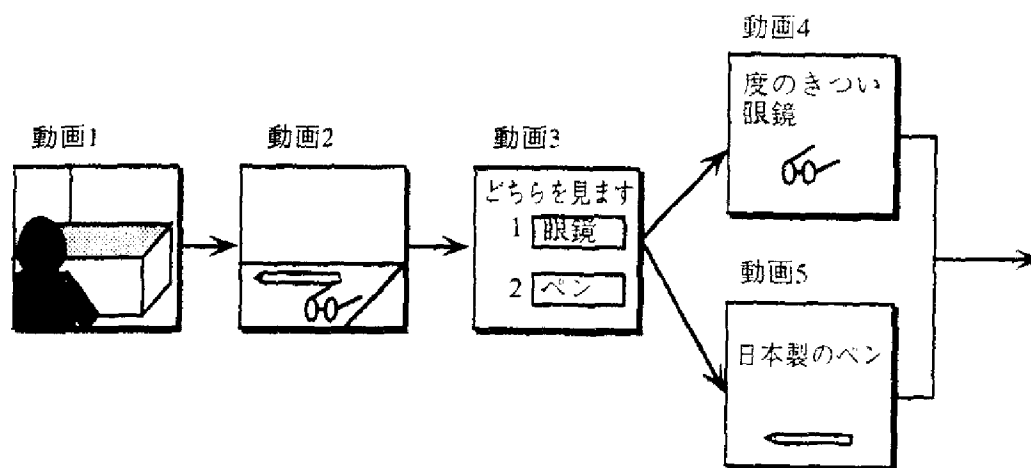 動画1
動画2
動画3
どちらを見ます
1 眼鏡
2 ペン
動画4
度のきつい
眼鏡
動画5
日本製のペン